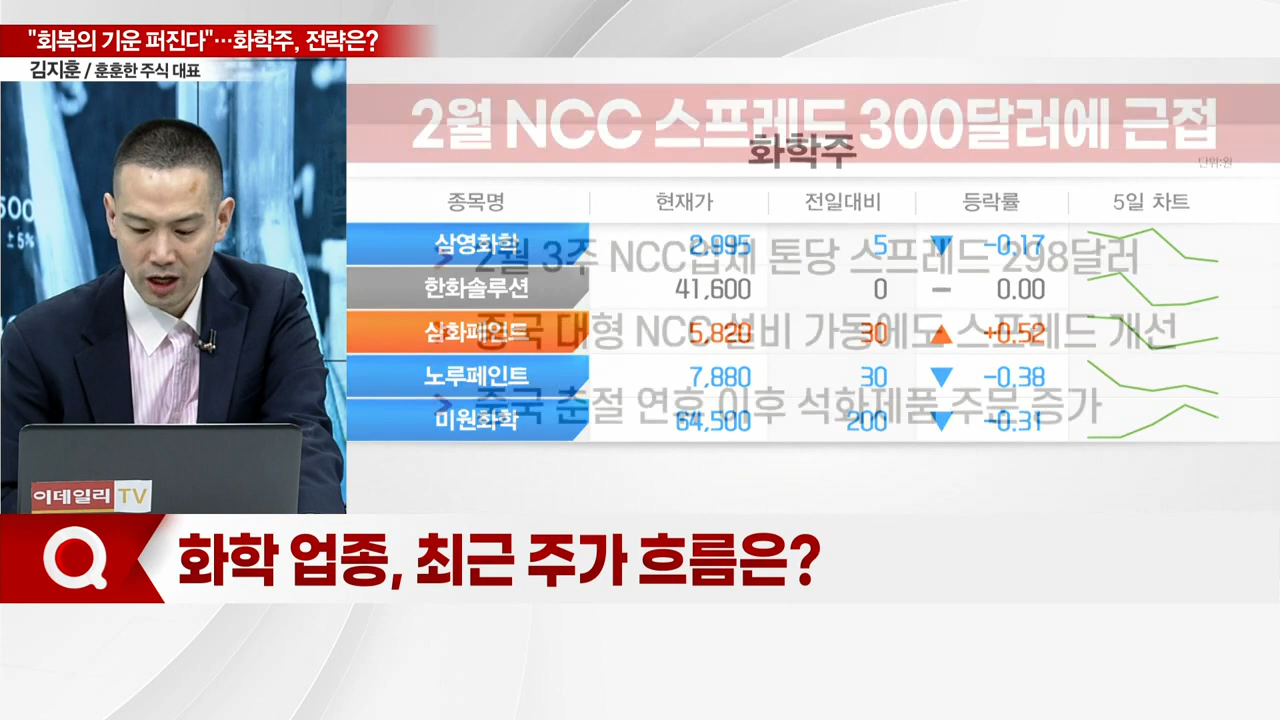 "회복의 기운 퍼진다"…화학주, 전략은?
김지훈 / 훈훈한 주식 대표
500
±5%
2월 NCC 스프레드 300달러에 근접
화학주
단위:원
종목명 현재가 전일대비 등락률 5일 차트
삼영화학 2,995 5 ▼ -0.17
2월 3주 NCC업체 톤당 스프레드 298달러
한화솔루션 41,600 0 - 0.00
삼화페인트 5,820 30 ▲ +0.52
중국 대형 NCC 설비 가동에도 스프레드 개선
노루페인트 7,880 30 ▼ -0.38
중국 춘절 연휴 이후 석화제품 주문 증가
미원화학 64,500 200 ▼ -0.31
이데일리 TV
Q 화학 업종, 최근 주가 흐름은?